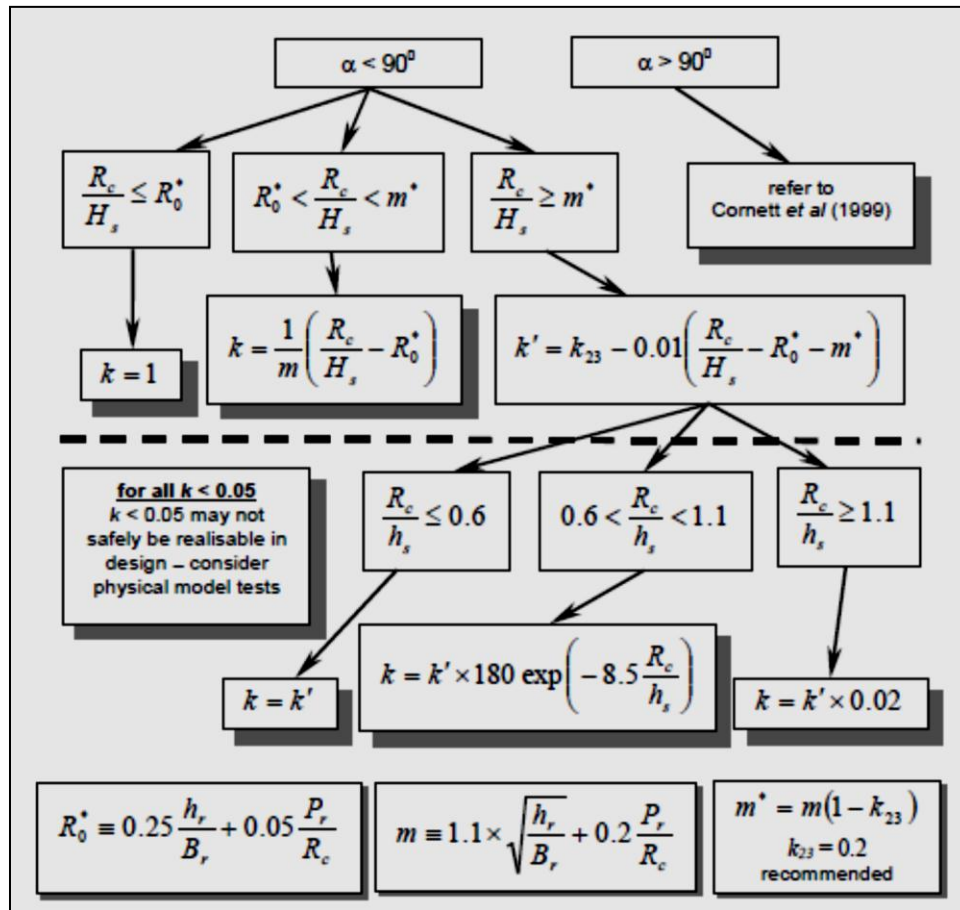 α < 90⁰
α > 90⁰
R_c/H_s ≤ R_0^*
R_0^* < R_c/H_s < m^*
R_c/H_s ≥ m^*
refer to
Cornett et al (1999)
k = 1
k = 1/m (R_c/H_s − R_0^*)
k′ = k_23 − 0.01 (R_c/H_s − R_0^* − m^*)
for all k < 0.05
k < 0.05 may not
safely be realisable in
design – consider
physical model tests
R_c/h_s ≤ 0.6
0.6 < R_c/h_s < 1.1
R_c/h_s ≥ 1.1
k = k′
k = k′ × 180 exp(−8.5 R_c/h_s)
k = k′ × 0.02
R_0^* ≡ 0.25 h_r/B_r + 0.05 P_r/R_c
m ≡ 1.1 × √(h_r/B_r) + 0.2 P_r/R_c
m^* = m(1 − k_23)
k_23 = 0.2
recommended